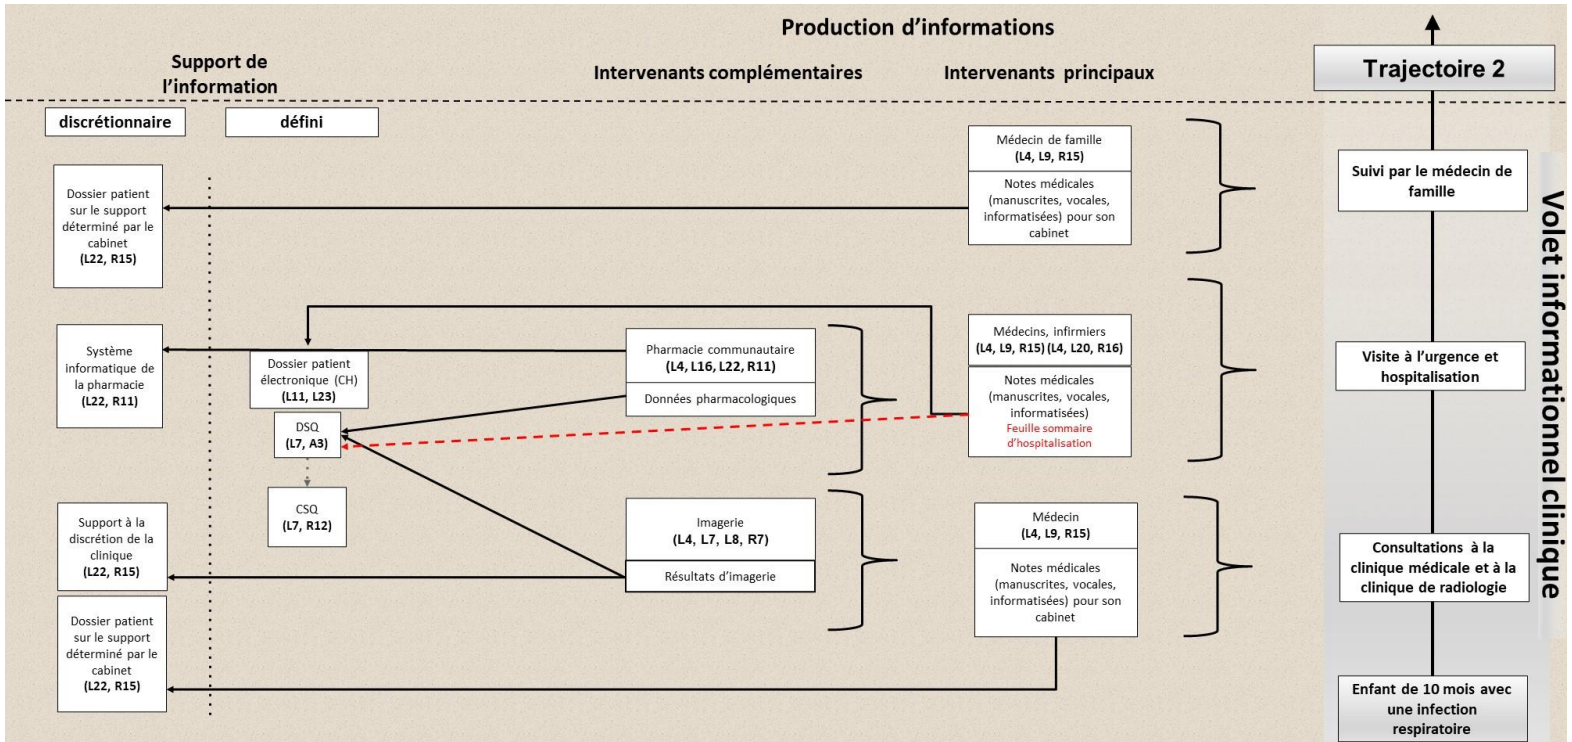 Production d’informations
Support de
l’information
Intervenants complémentaires
Intervenants principaux
Trajectoire 2
discrétionnaire
défini
Médecin de famille
(L4, L9, R15)
Notes médicales
(manuscrites, vocales,
informatisées) pour son
cabinet
Suivi par le médecin de
famille
Dossier patient
sur le support
déterminé par le
cabinet
(L22, R15)
Volet informationnel clinique
Système
informatique de
la pharmacie
(L22, R11)
Dossier patient
électronique (CH)
(L11, L23)
DSQ
(L7, A3)
CSQ
(L7, R12)
Pharmacie communautaire
(L4, L16, L22, R11)
Données pharmacologiques
Médecins, infirmiers
(L4, L9, R15) (L4, L20, R16)
Notes médicales
(manuscrites, vocales,
informatisées)
Feuille sommaire
d’hospitalisation
Visite à l’urgence et
hospitalisation
Support à la
discrétion de la
clinique
(L22, R15)
Imagerie
(L4, L7, L8, R7)
Résultats d’imagerie
Médecin
(L4, L9, R15)
Notes médicales
(manuscrites, vocales,
informatisées) pour son
cabinet
Consultations à la
clinique médicale et à la
clinique de radiologie
Dossier patient
sur le support
déterminé par le
cabinet
(L22, R15)
Enfant de 10 mois avec
une infection
respiratoire